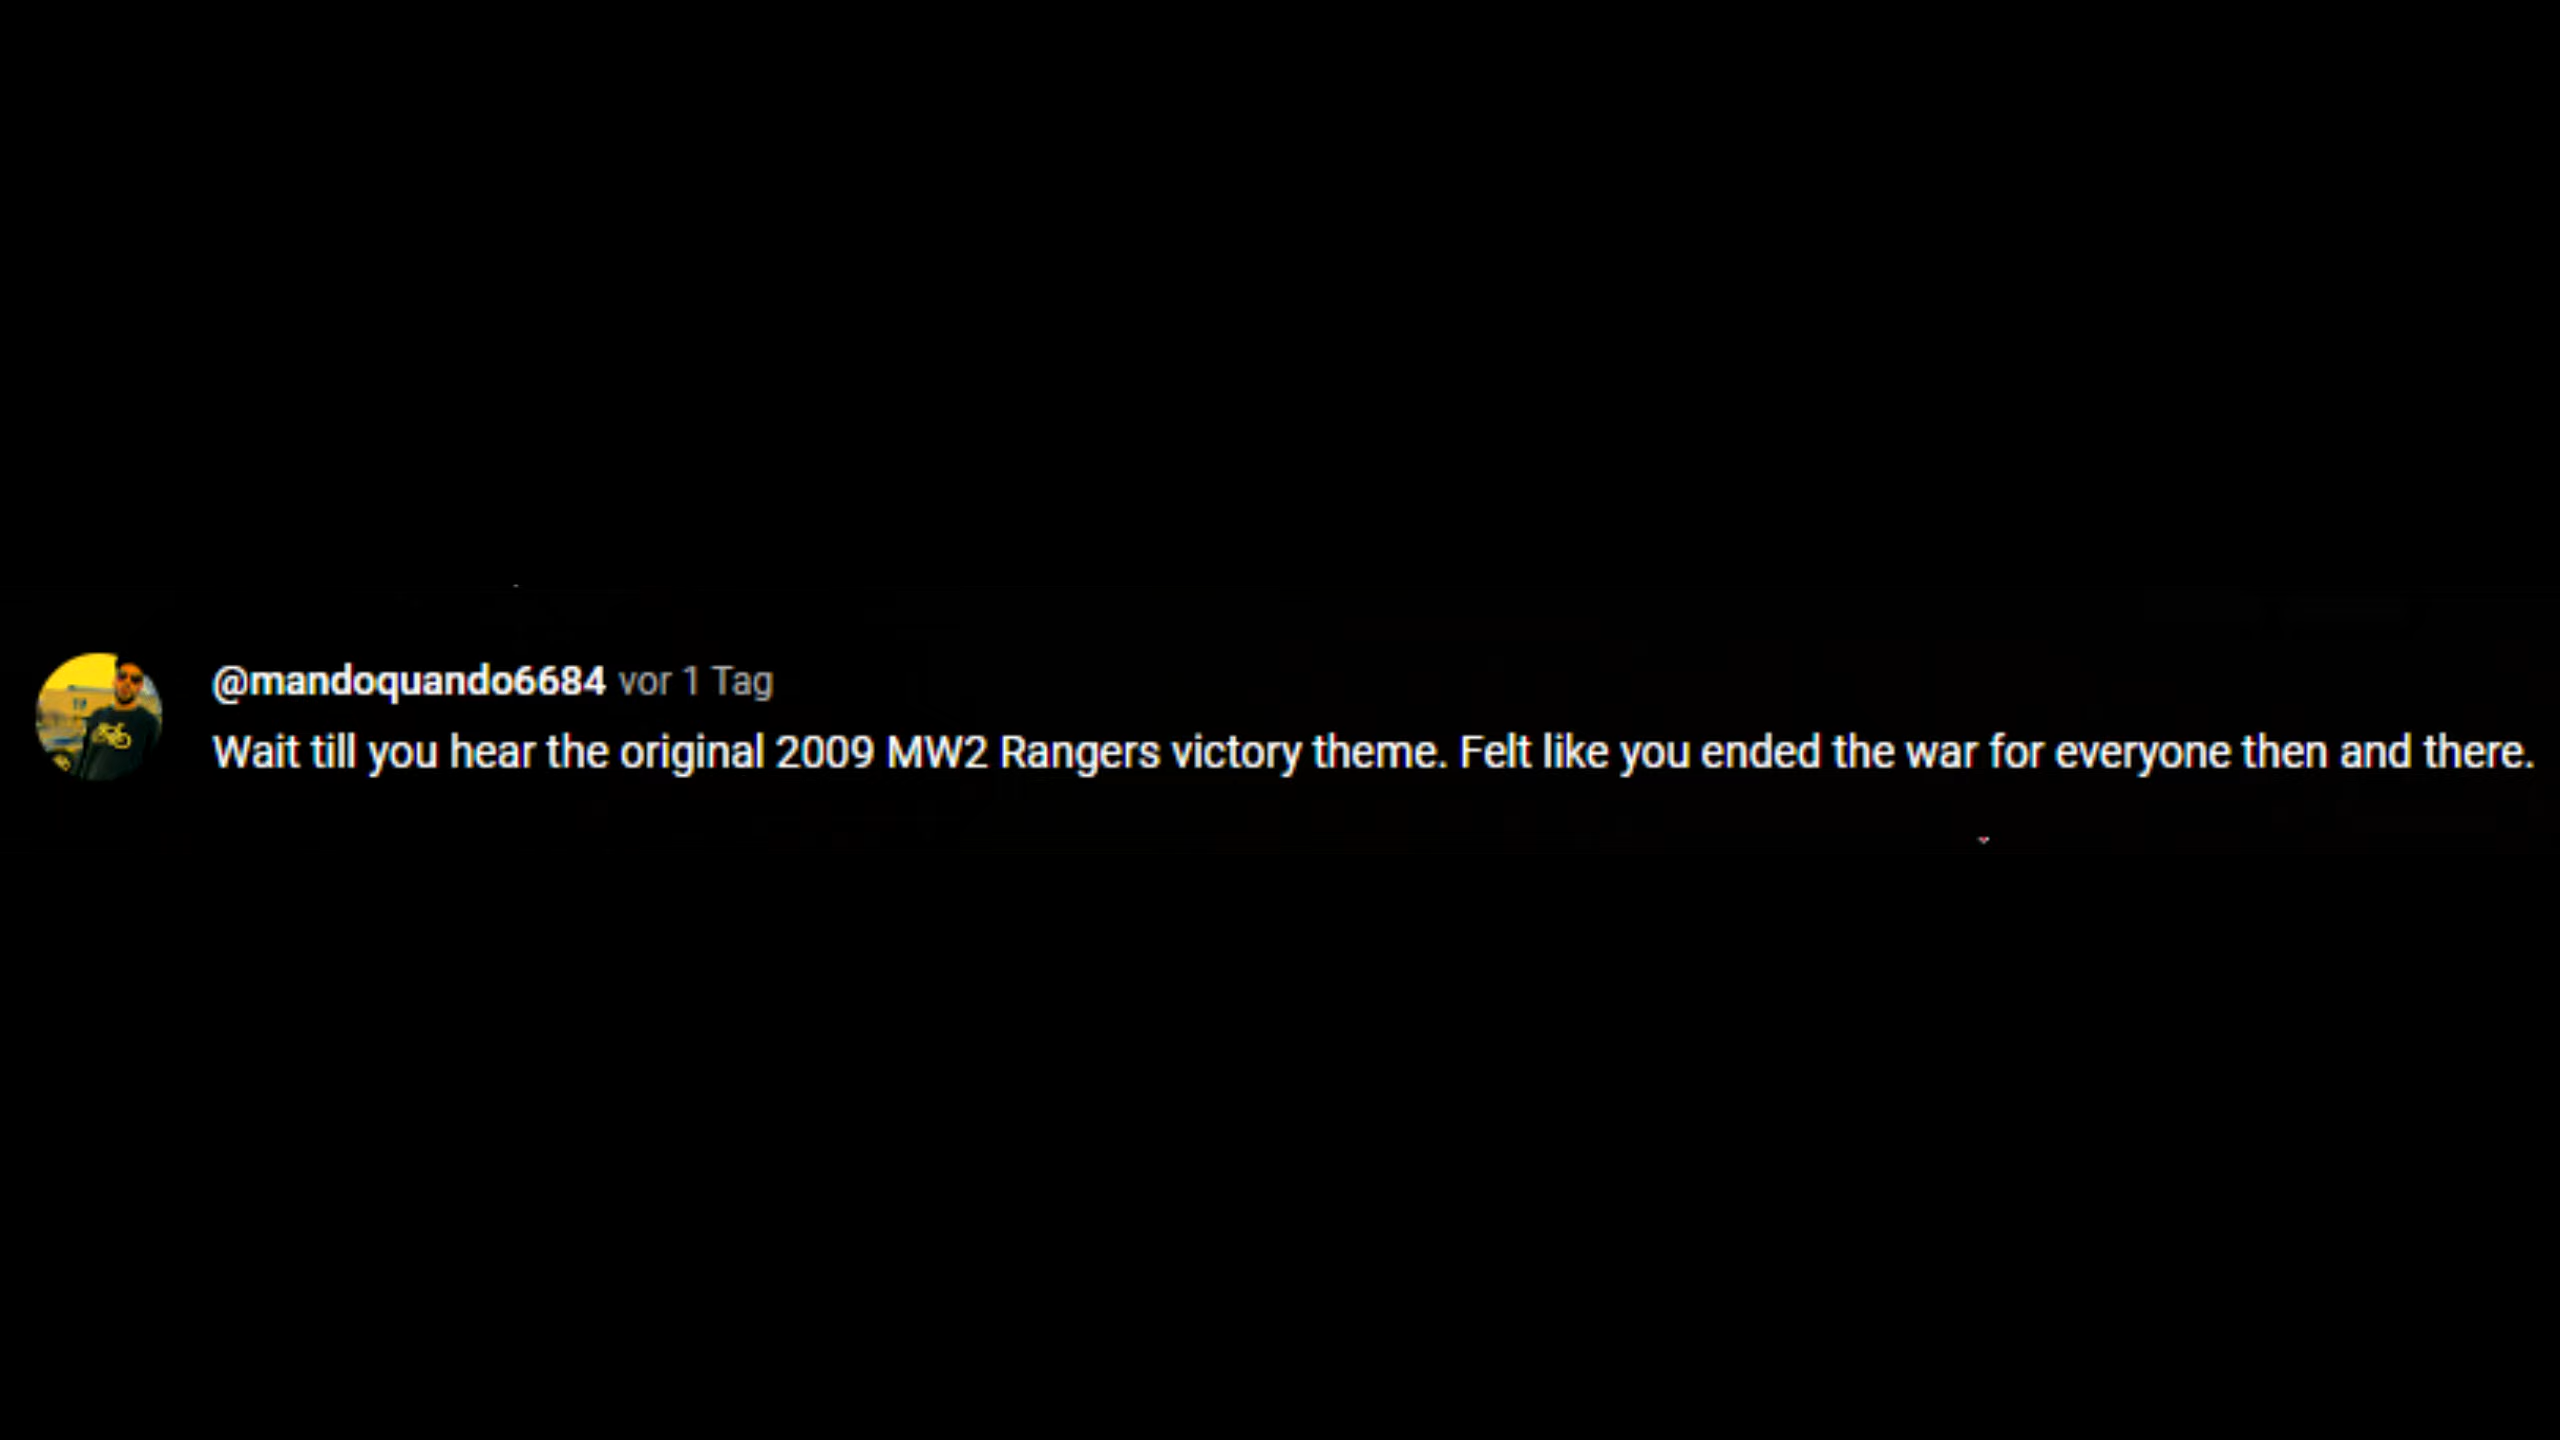 @mandoquando6684 vor 1 Tag
Wait till you hear the original 2009 MW2 Rangers victory theme. Felt like you ended the war for everyone then and there.